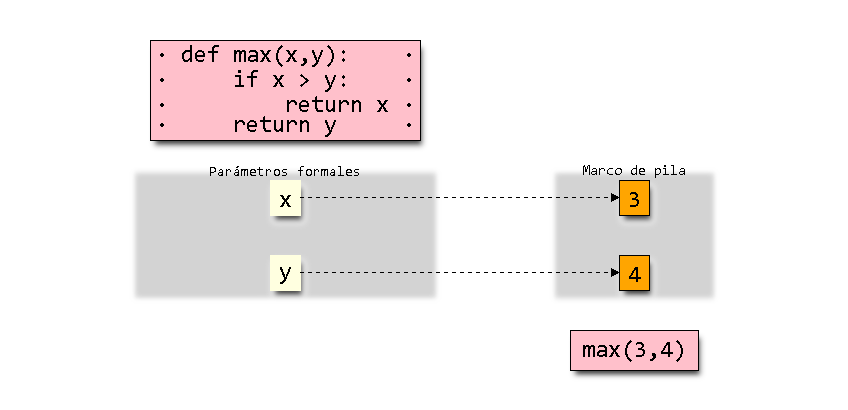 def max(x,y):
if x > y:
return x
return y
Parámetros formales
Marco de pila
x
3
y
4
max(3,4)